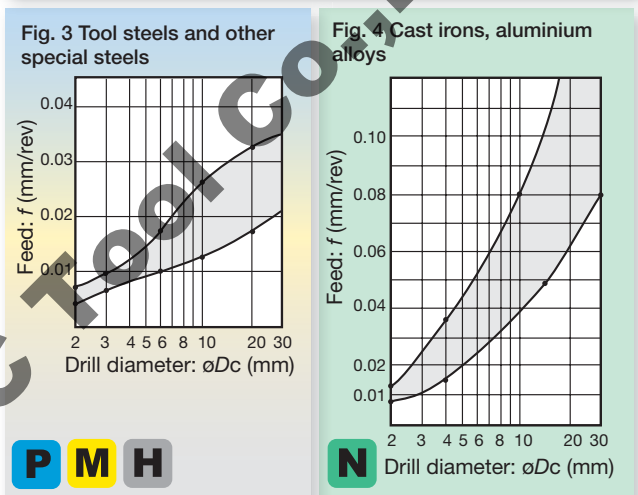 Fig. 3 Tool steels and other
special steels
Feed: f (mm/rev)
0.04
0.03
0.02
0.01
2 3 4 5 6 8 10 20 30
Drill diameter: øDc (mm)
P M H
Fig. 4 Cast irons, aluminium
alloys
Feed: f (mm/rev)
0.10
0.08
0.06
0.04
0.02
0.01
2 3 4 5 6 8 10 20 30
N Drill diameter: øDc (mm)
Tool Co.,